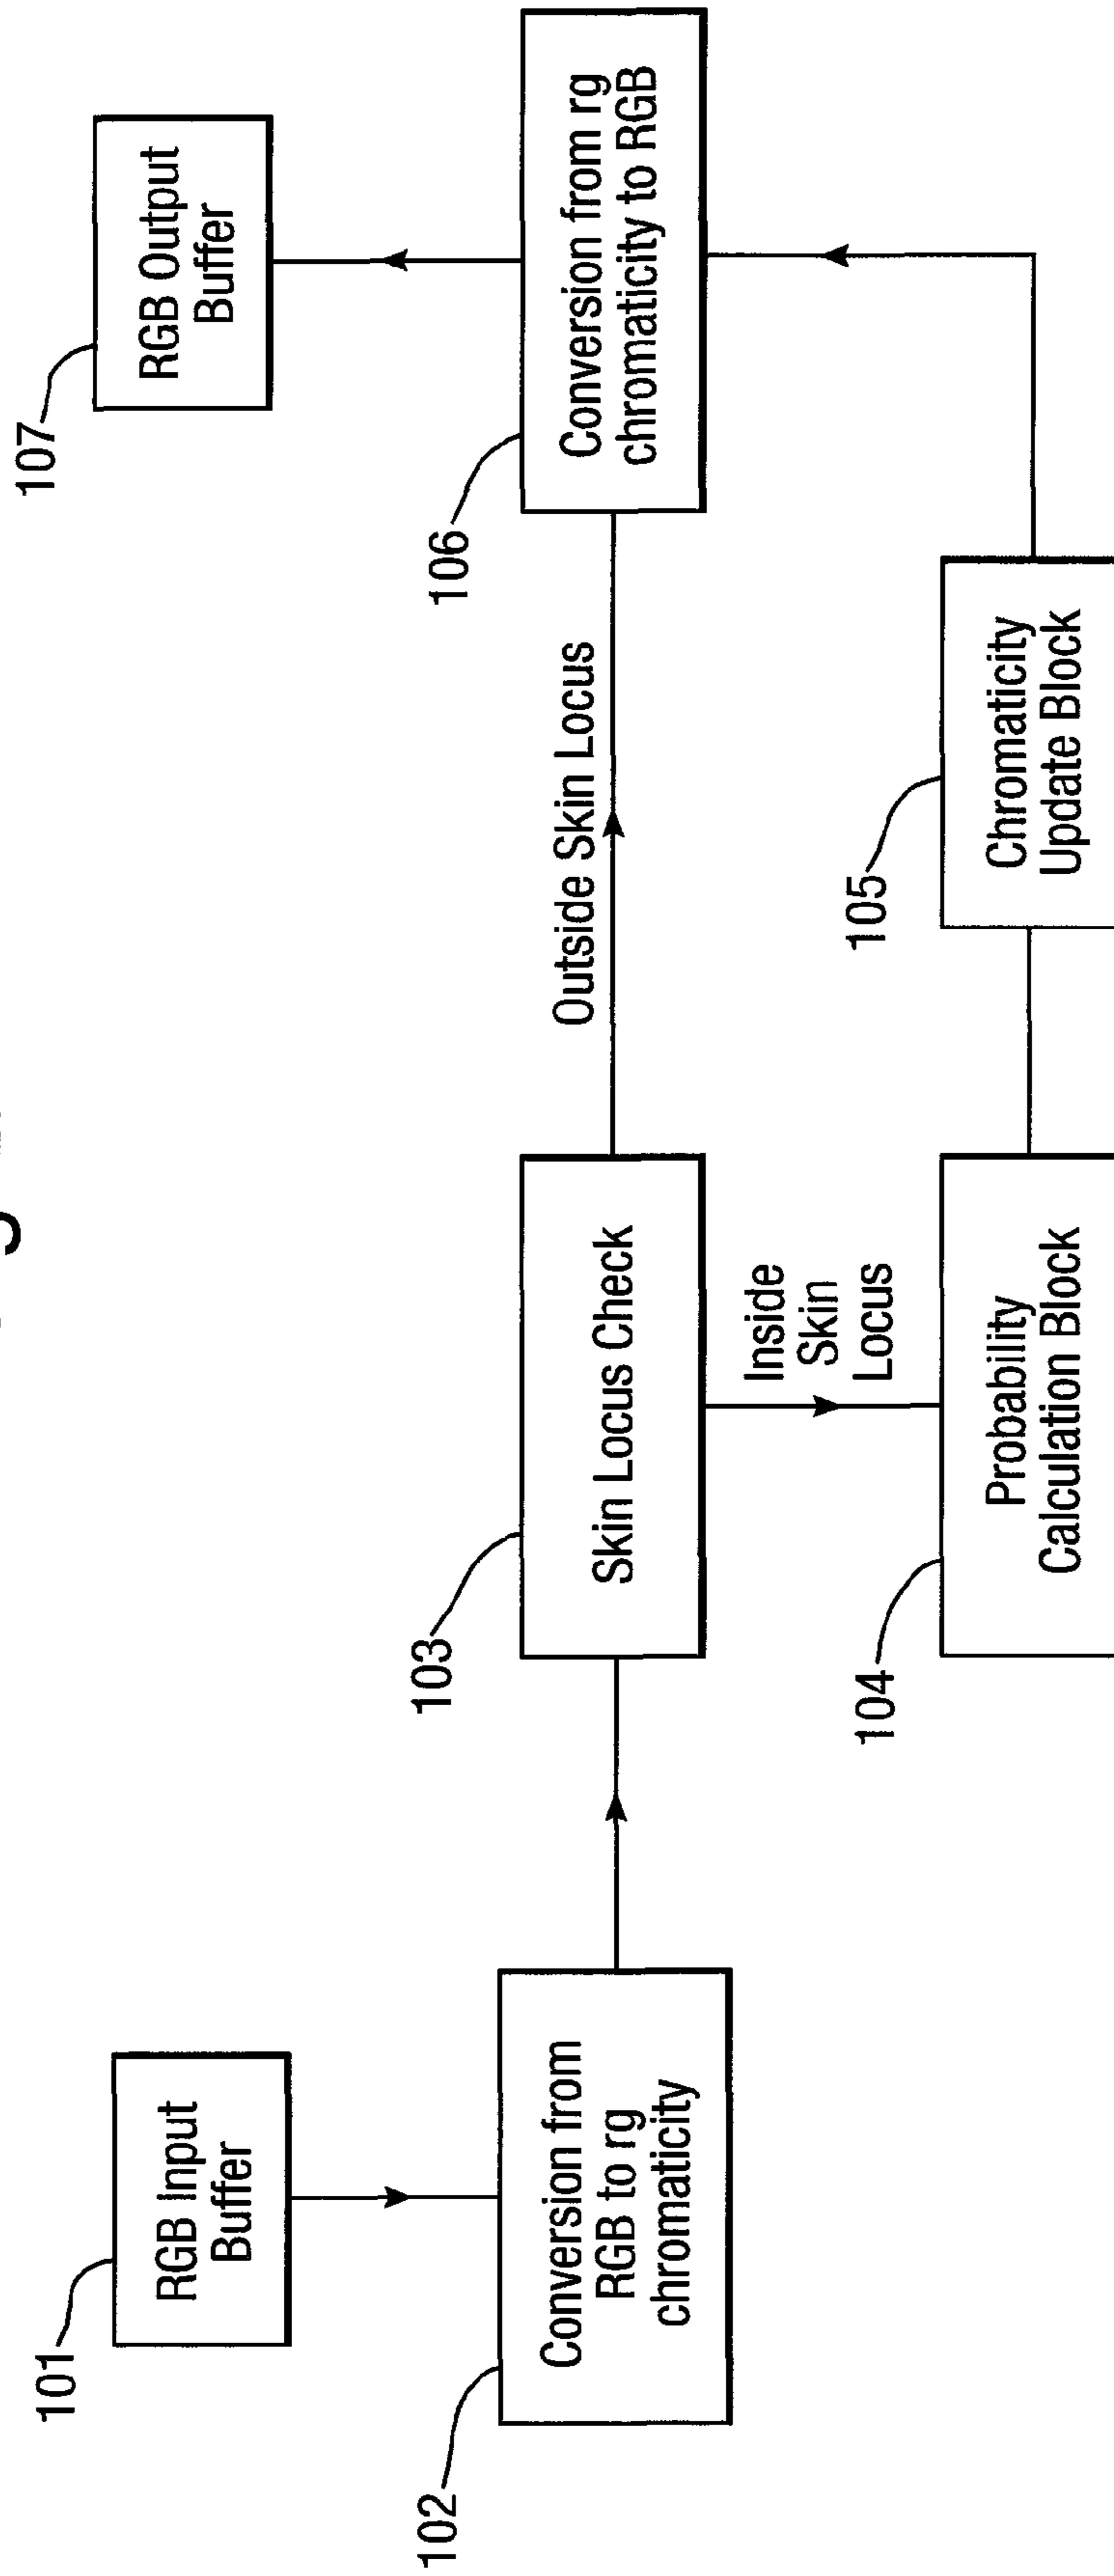 101
RGB Input
Buffer
102
Conversion from
RGB to rg
chromaticity
103
Skin Locus Check
Inside
Skin
Locus
104
Probability
Calculation Block
105
Chromaticity
Update Block
Outside Skin Locus
106
Conversion from rg
chromaticity to RGB
107
RGB Output
Buffer